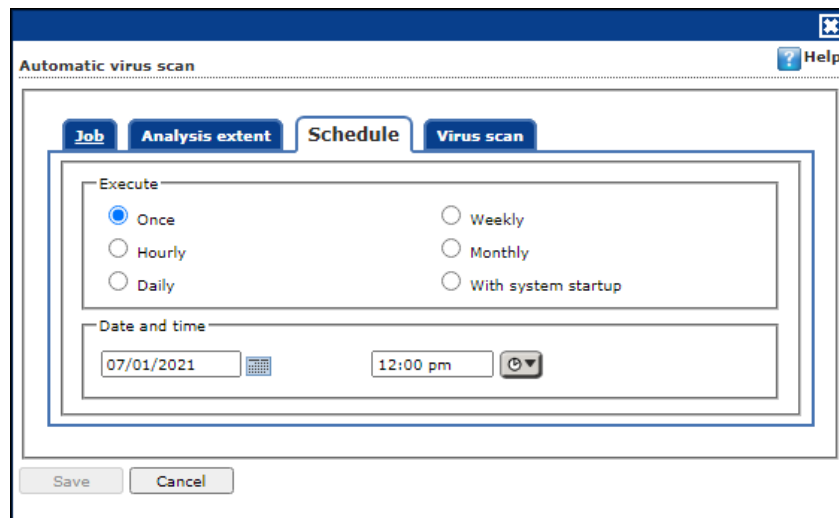 Automatic virus scan
Help
Job Analysis extent Schedule Virus scan
Execute
Once Weekly
Hourly Monthly
Daily With system startup
Date and time
07/01/2021 12:00 pm
Save Cancel